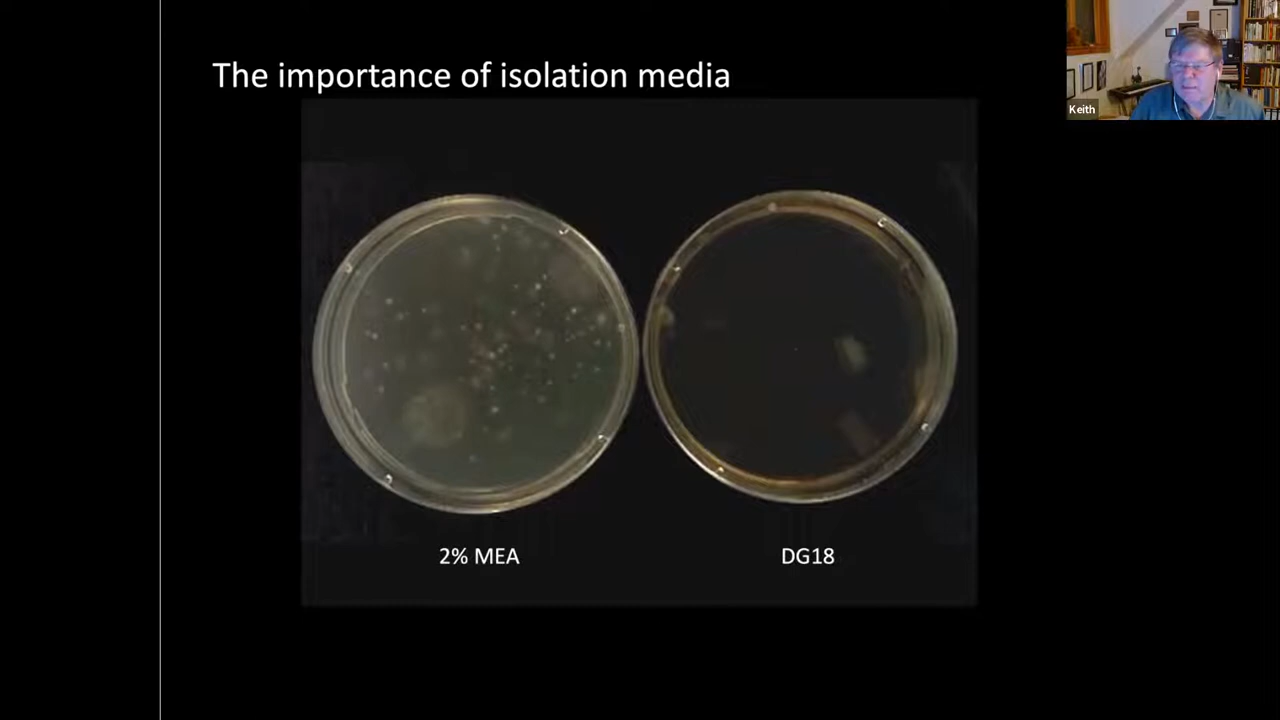 The importance of isolation media
Keith
2% MEA
DG18